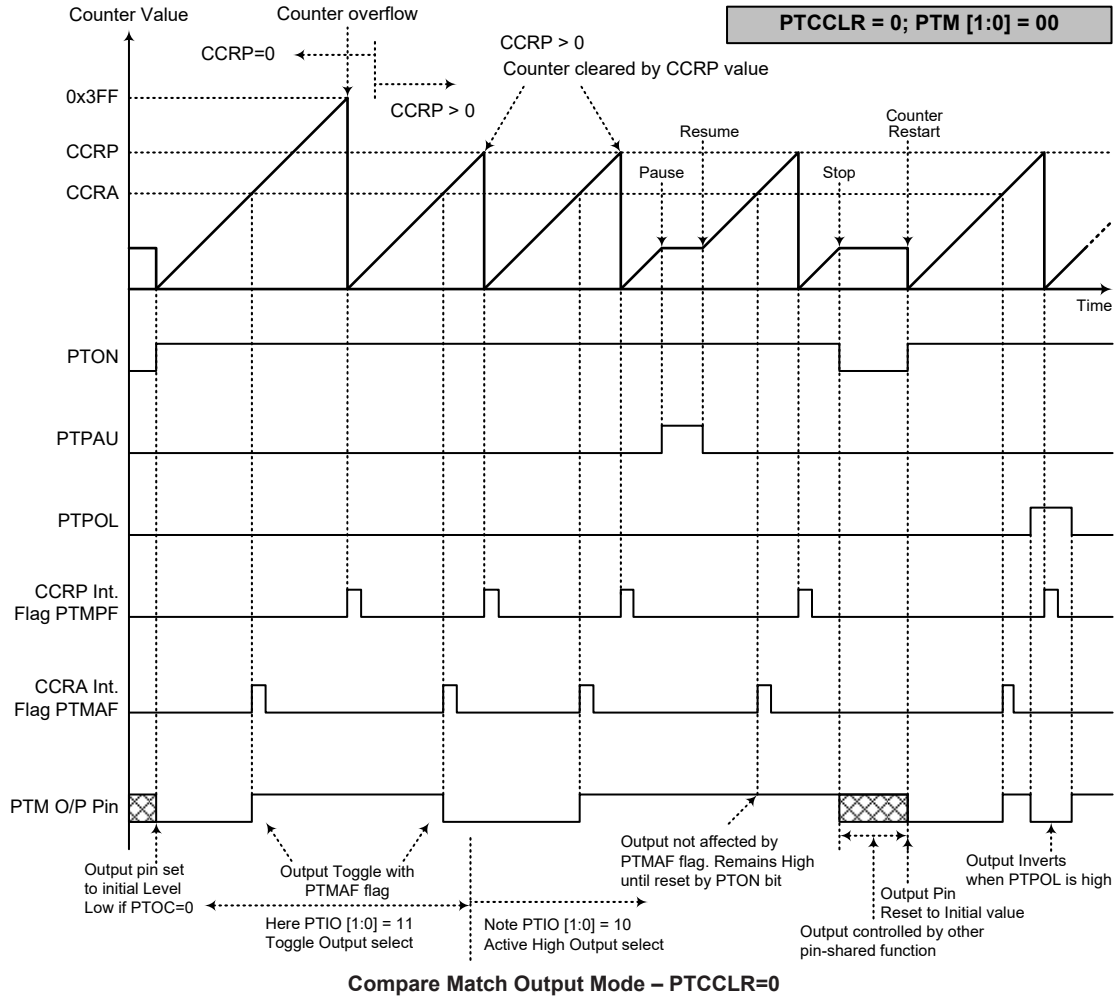 Counter Value
Counter overflow
PTCCLR = 0; PTM [1:0] = 00
CCRP=0
CCRP > 0
Counter cleared by CCRP value
0x3FF
CCRP > 0
Counter
Restart
Resume
CCRP
Pause
Stop
CCRA
Time
PTON
PTPAU
PTPOL
CCRP Int.
Flag PTMPF
CCRA Int.
Flag PTMAF
PTM O/P Pin
Output pin set
to initial Level
Low if PTOC=0
Output Toggle with
PTMAF flag
Output not affected by
PTMAF flag. Remains High
until reset by PTON bit
Output Inverts
when PTPOL is high
Output Pin
Reset to Initial value
Here PTIO [1:0] = 11
Toggle Output select
Note PTIO [1:0] = 10
Active High Output select
Output controlled by other
pin-shared function
Compare Match Output Mode – PTCCLR=0